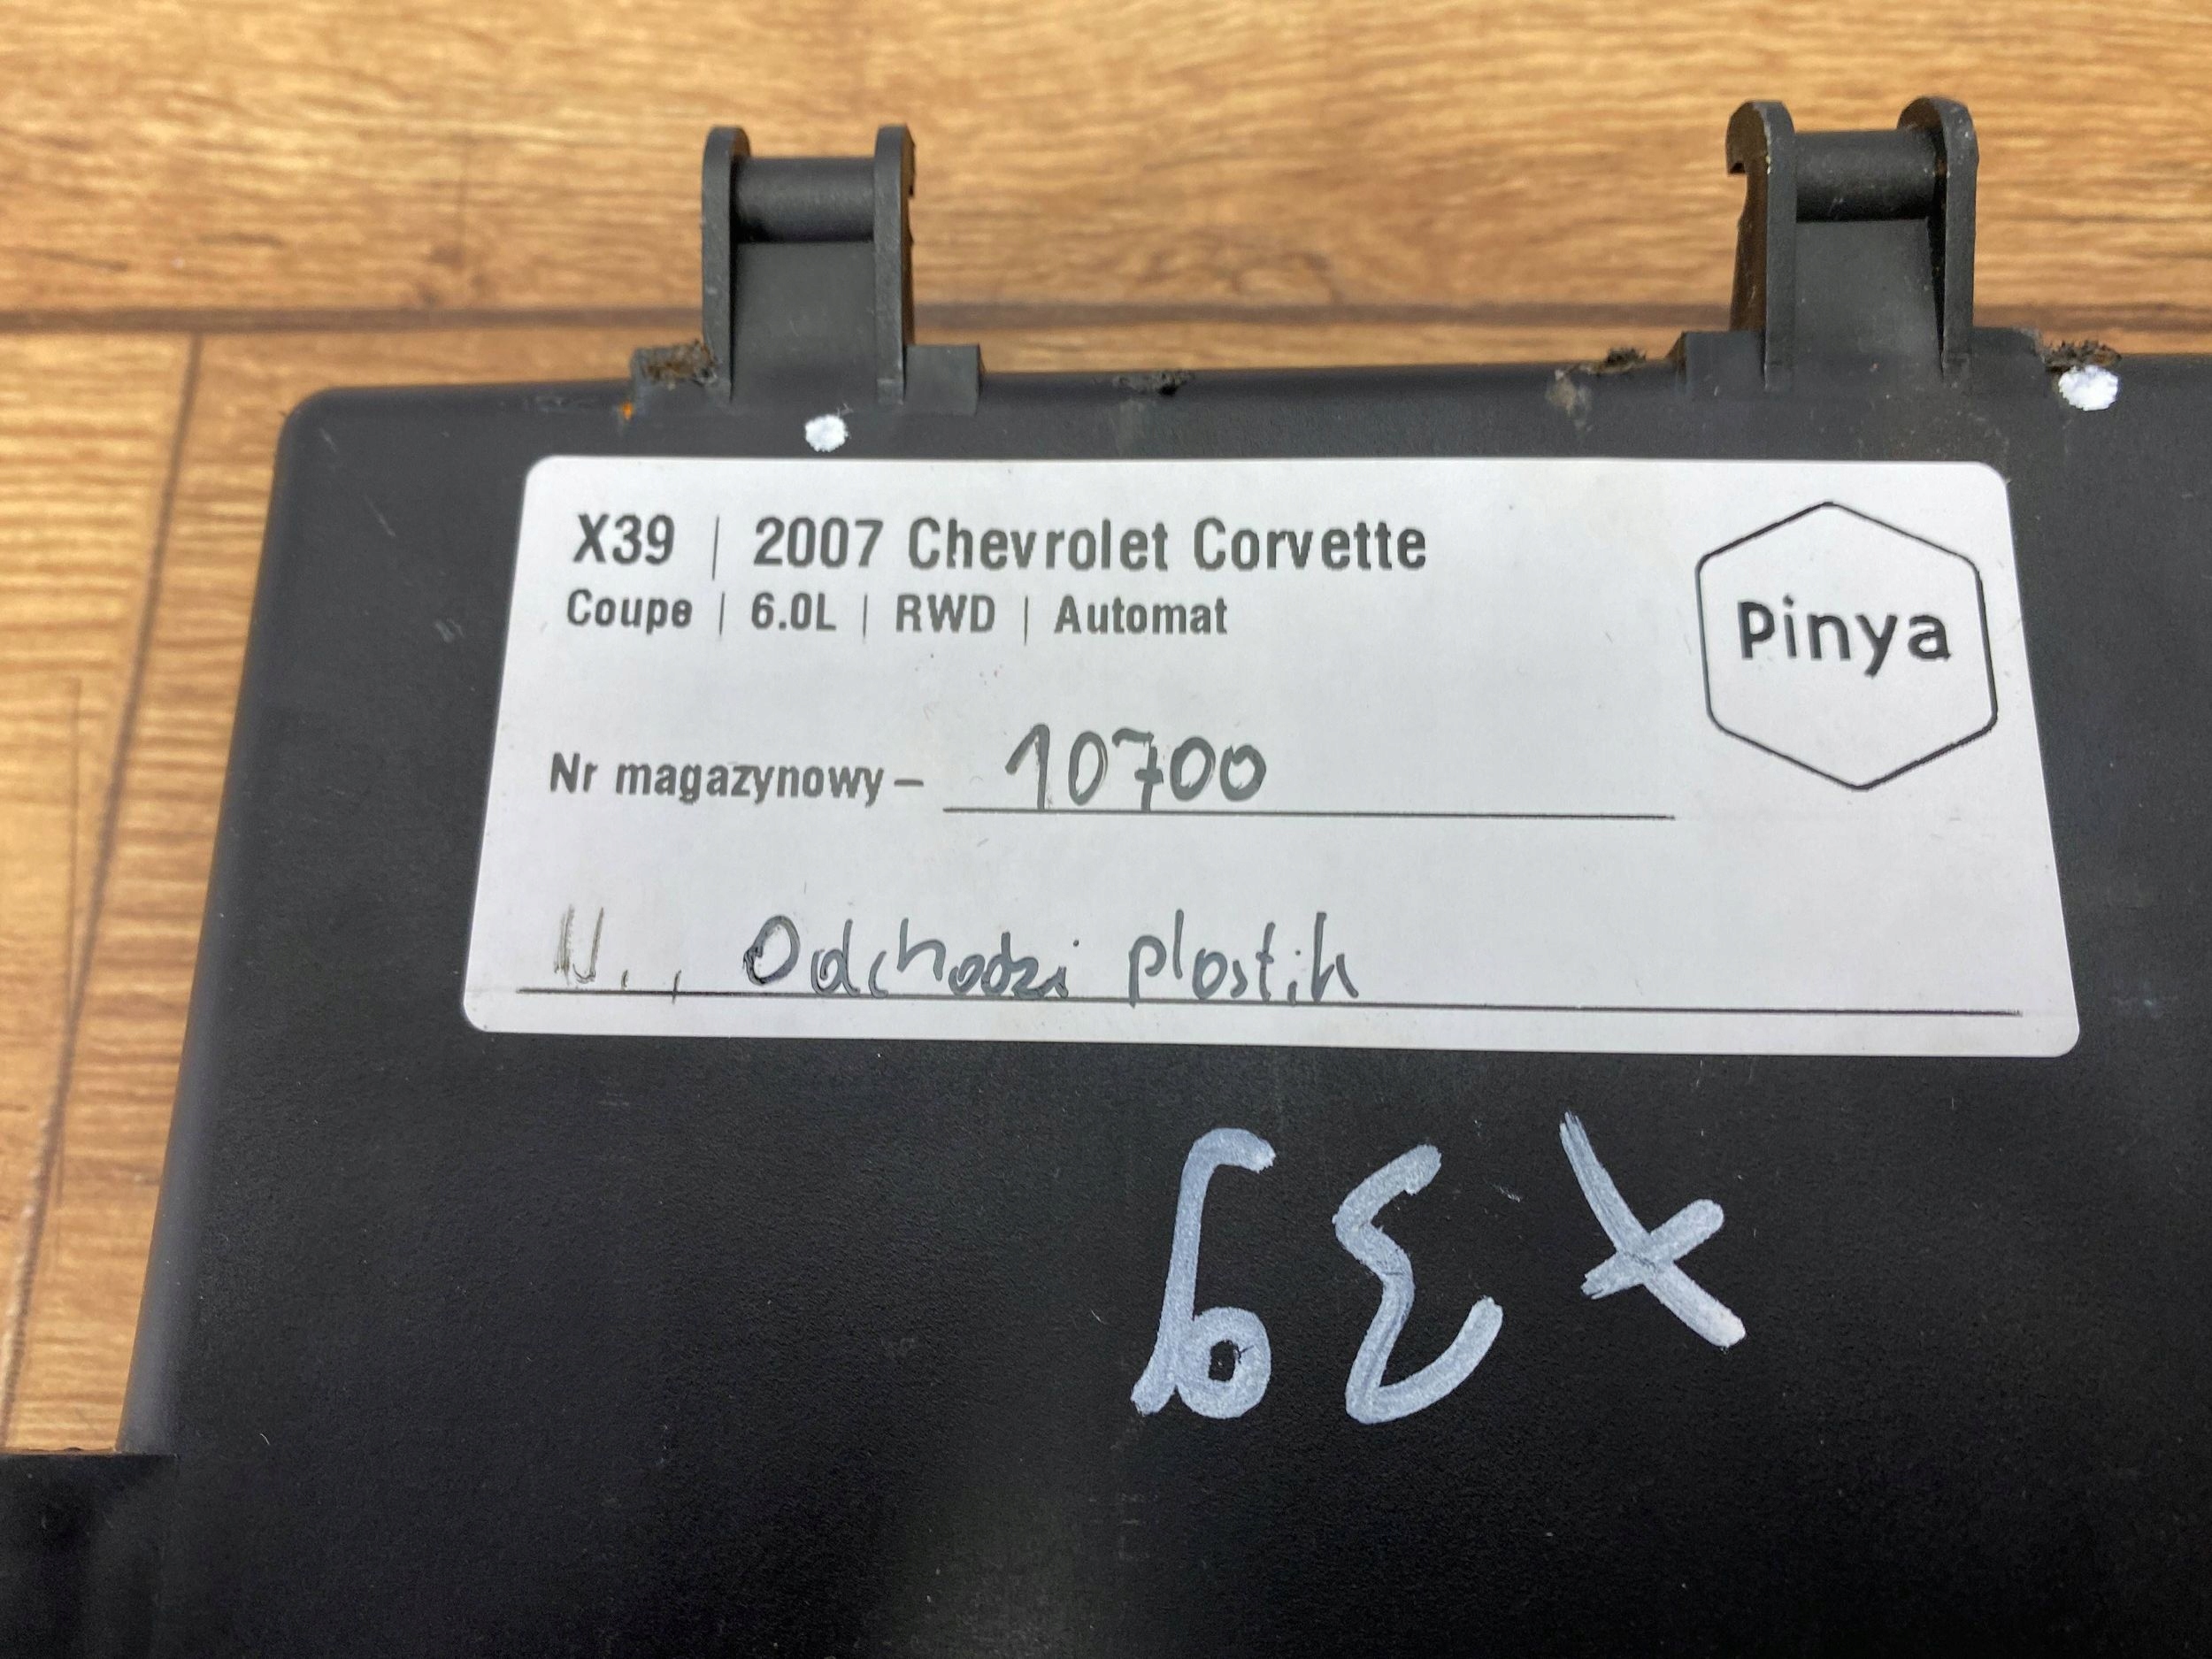 X39 | 2007 Chevrolet Corvette
Coupe | 6.0L | RWD | Automat
Pinya
Nr magazynowy – 10700
Odchodzi plastik
X39